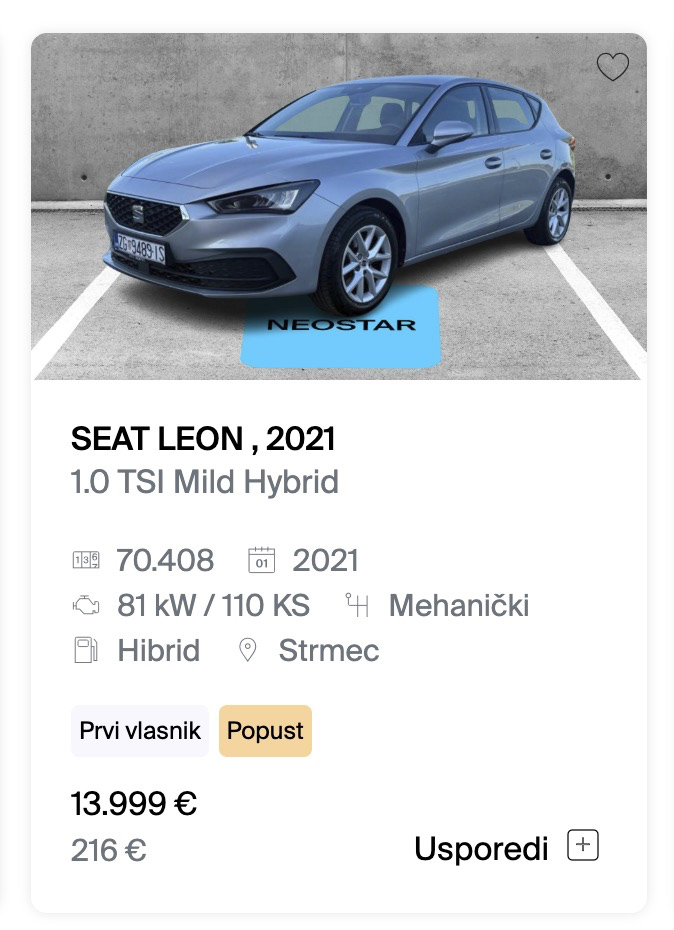 ZG 9489-IS
NEOSTAR
SEAT LEON , 2021
1.0 TSI Mild Hybrid
70.408 2021
01
81 kW / 110 KS Mehanički
Hibrid Strmec
Prvi vlasnik Popust
13.999 €
216 € Usporedi